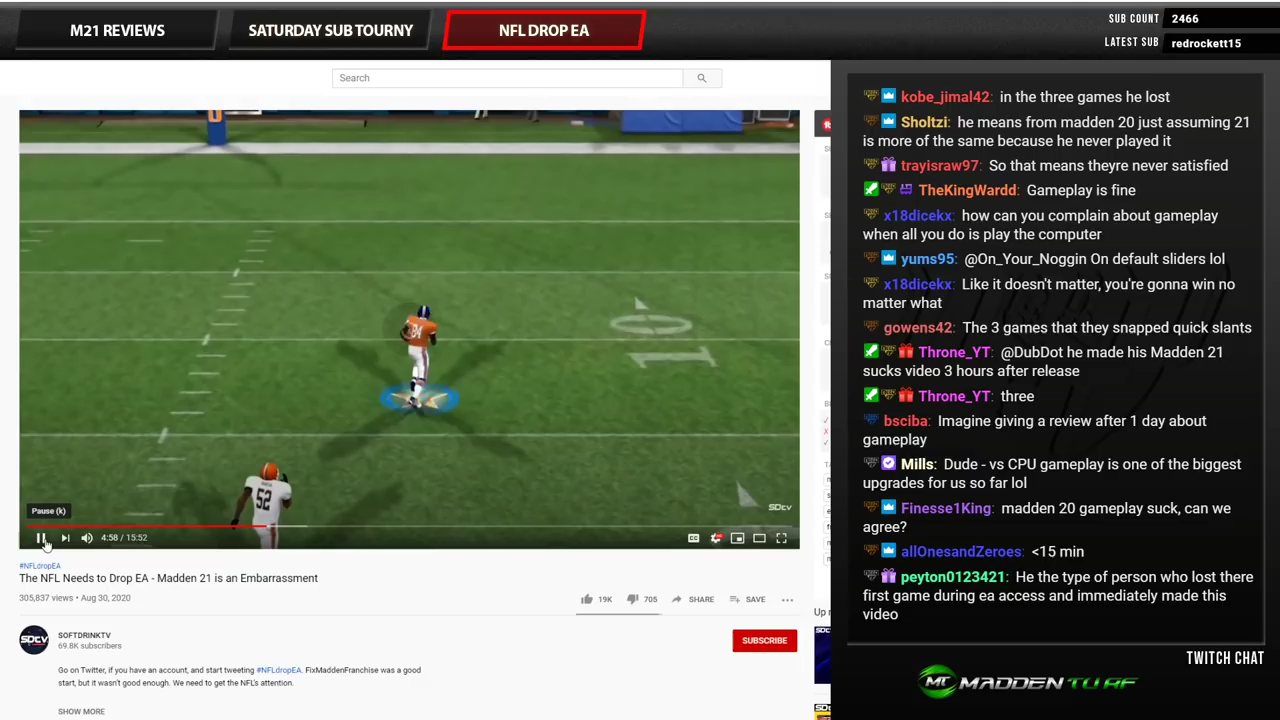 M21 REVIEWS
SATURDAY SUB TOURNY
NFL DROP EA
SUB COUNT 2466
LATEST SUB redrockett15
Search
84
52
1
SDTV
Pause (k)
4:58 / 15:52
#NFLdropEA
The NFL Needs to Drop EA - Madden 21 is an Embarrassment
305,837 views • Aug 30, 2020
19K 705 SHARE SAVE
SDTV
SOFTDRINKTV
69.8K subscribers
SUBSCRIBE
Go on Twitter, if you have an account, and start tweeting #NFLdropEA. FixMaddenFranchise was a good
start, but it wasn't good enough. We need to get the NFL's attention.
SHOW MORE
kobe_jimal42: in the three games he lost
Sholtzi: he means from madden 20 just assuming 21
is more of the same because he never played it
trayisraw97: So that means theyre never satisfied
TheKingWardd: Gameplay is fine
x18dicekx: how can you complain about gameplay
when all you do is play the computer
yums95: @On_Your_Noggin On default sliders lol
x18dicekx: Like it doesn't matter, you're gonna win no
matter what
gowens42: The 3 games that they snapped quick slants
Throne_YT: @DubDot he made his Madden 21
sucks video 3 hours after release
Throne_YT: three
bsciba: Imagine giving a review after 1 day about
gameplay
Mills: Dude - vs CPU gameplay is one of the biggest
upgrades for us so far lol
Finesse1King: madden 20 gameplay suck, can we
agree?
allOnesandZeroes: <15 min
peyton0123421: He the type of person who lost there
first game during ea access and immediately made this
video
TWITCH CHAT
MT MADDEN TURF